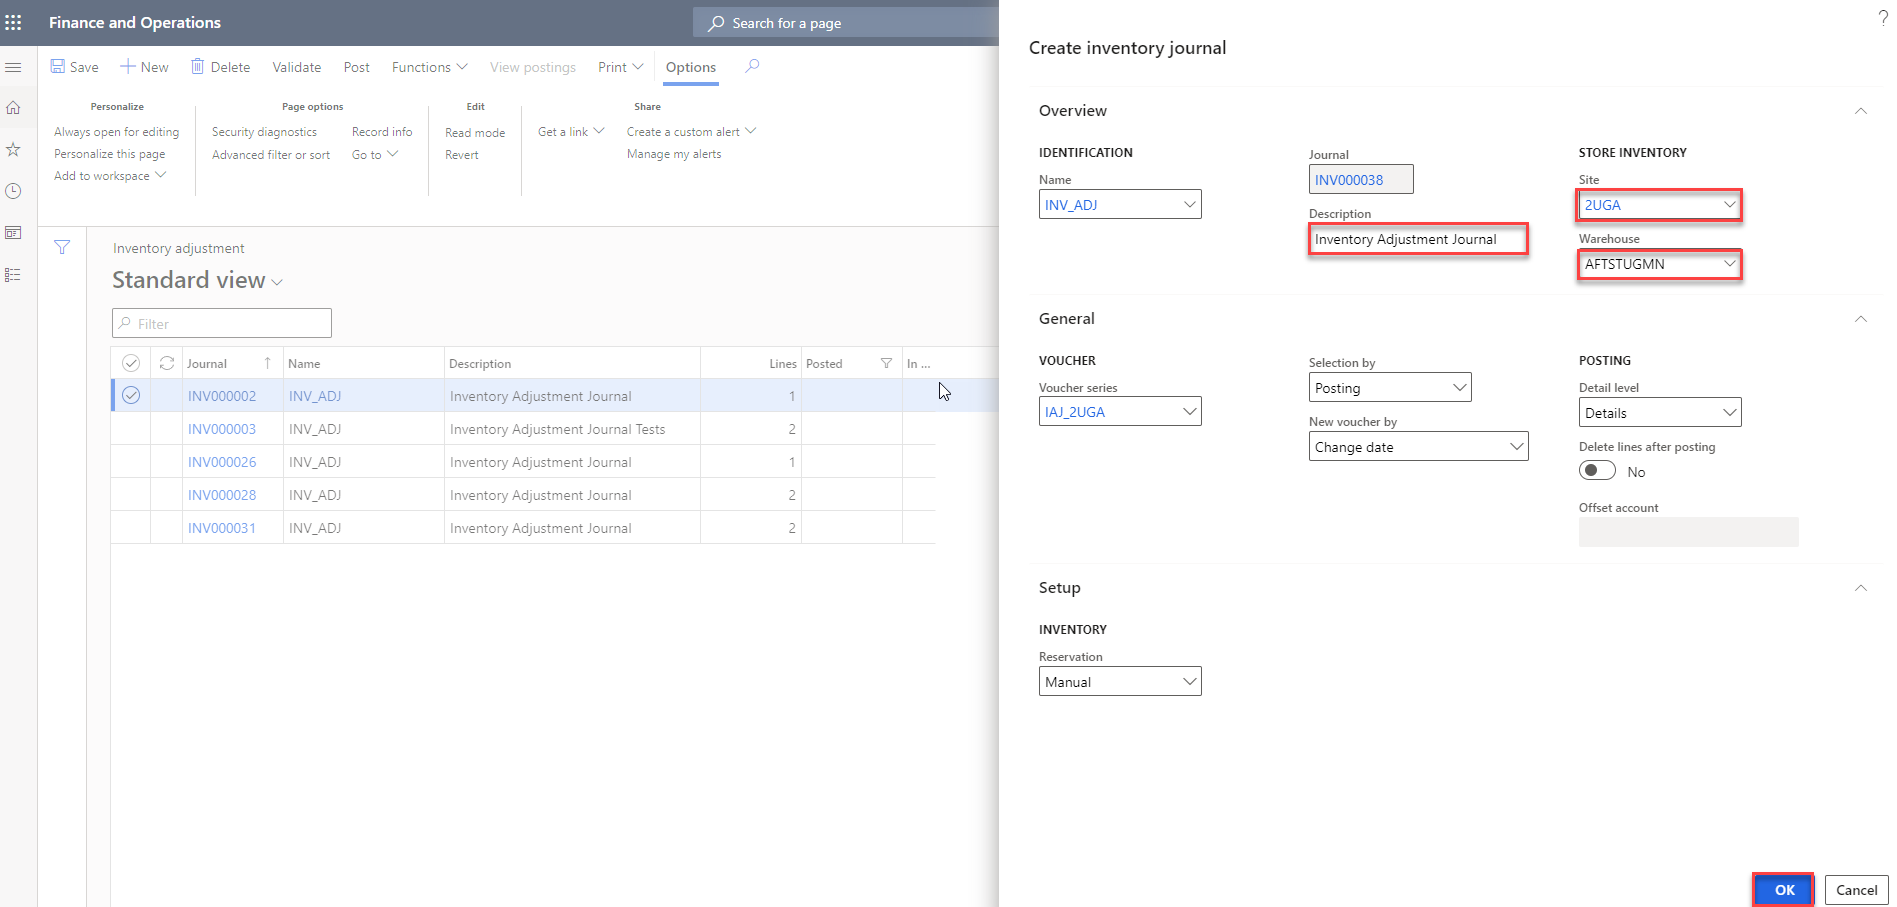 Finance and Operations
Search for a page
?
Save New Delete Validate Post Functions View postings Print Options
Personalize Page options Edit Share
Always open for editing Security diagnostics Record info Read mode Get a link Create a custom alert
Personalize this page Advanced filter or sort Go to Revert Manage my alerts
Add to workspace
Inventory adjustment
Standard view
Filter
Journal Name Description Lines Posted In ...
INV000002 INV_ADJ Inventory Adjustment Journal 1
INV000003 INV_ADJ Inventory Adjustment Journal Tests 2
INV000026 INV_ADJ Inventory Adjustment Journal 1
INV000028 INV_ADJ Inventory Adjustment Journal 2
INV000031 INV_ADJ Inventory Adjustment Journal 2
Create inventory journal
Overview
IDENTIFICATION
Name
INV_ADJ
Journal
INV000038
Description
Inventory Adjustment Journal
STORE INVENTORY
Site
2UGA
Warehouse
AFTSTUGMN
General
VOUCHER
Voucher series
IAJ_2UGA
Selection by
Posting
New voucher by
Change date
POSTING
Detail level
Details
Delete lines after posting
No
Offset account
Setup
INVENTORY
Reservation
Manual
OK Cancel